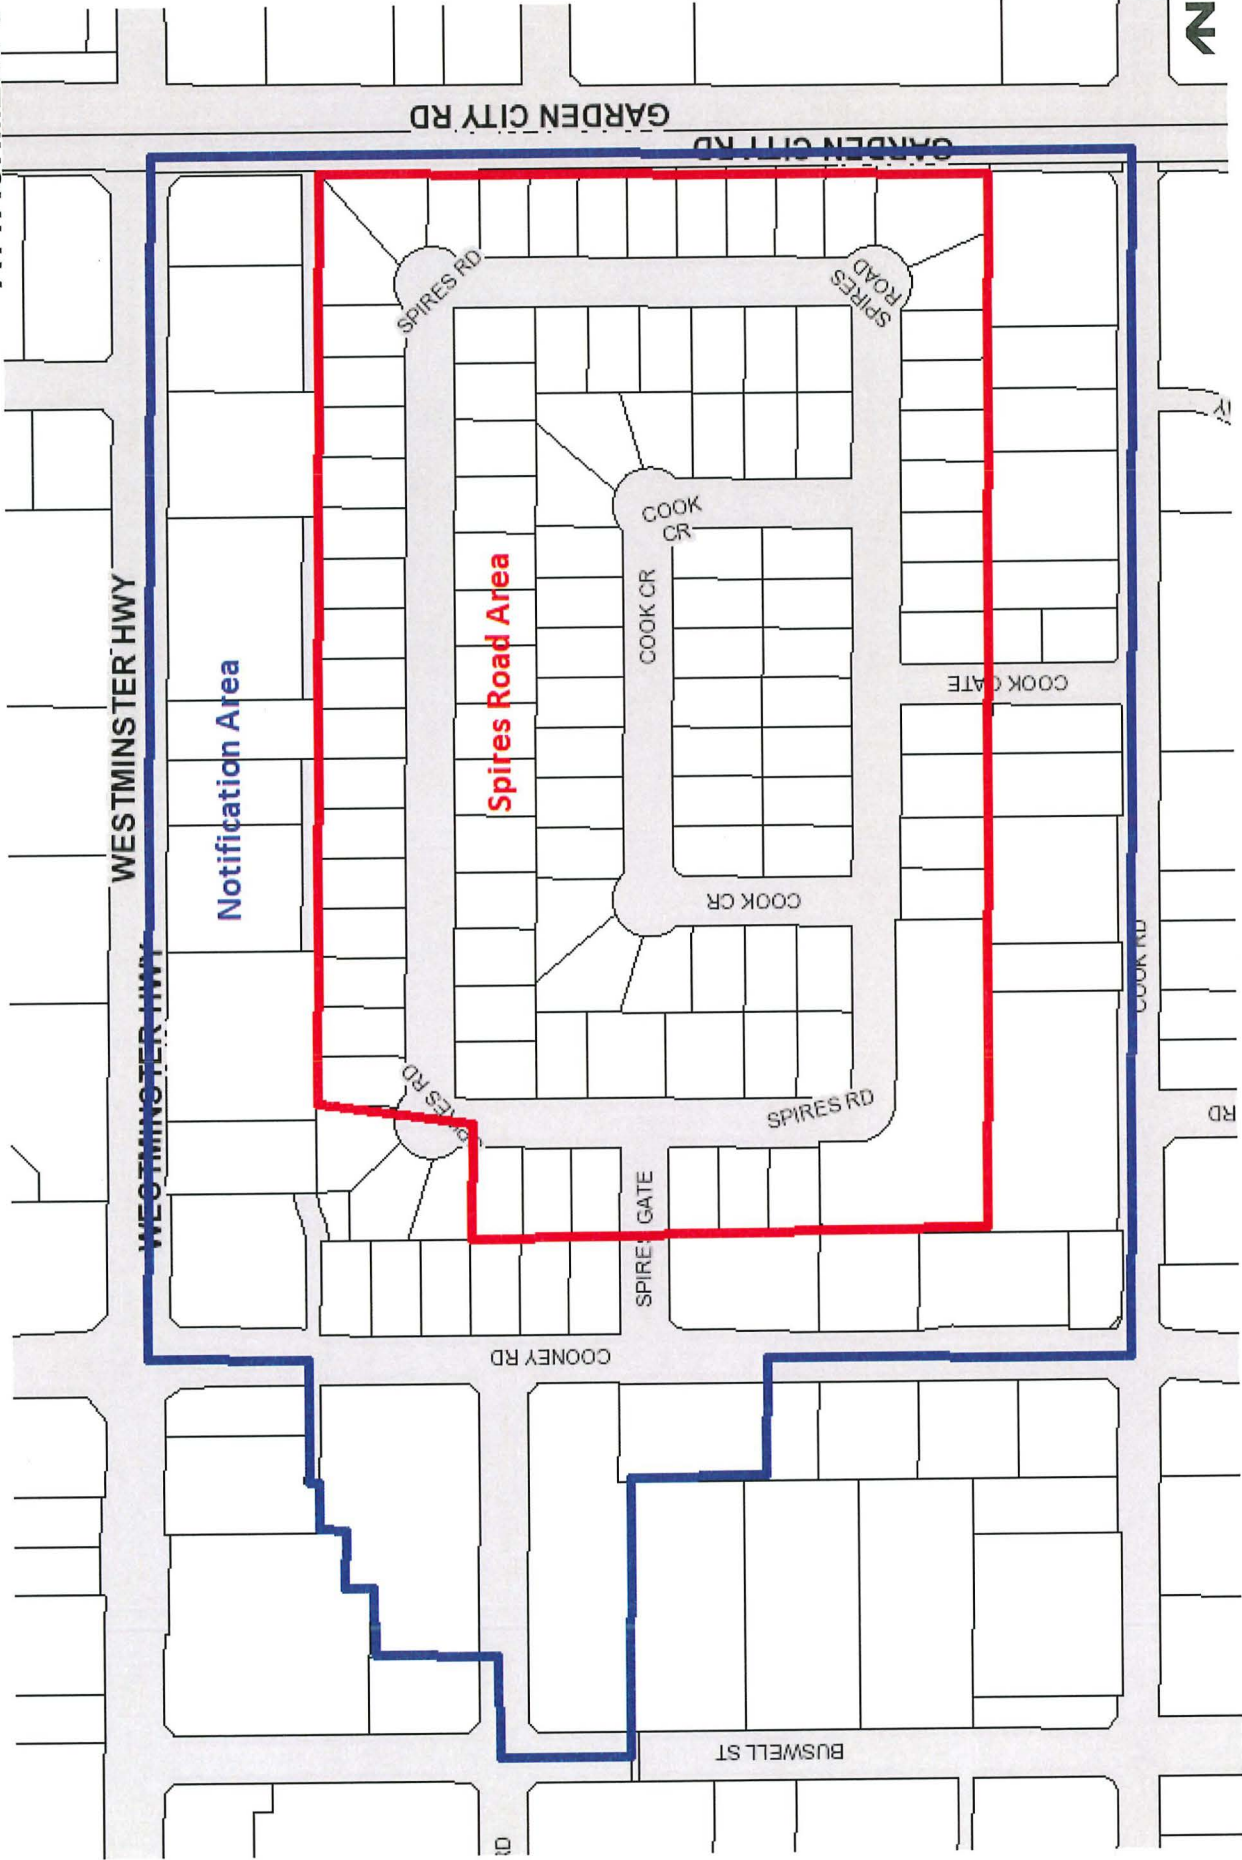 N
GARDEN CITY RD
GARDEN CITY RD
SPIRES RD
SPIRES
ROAD
COOK
CR
COOK CR
COOK CR
COOK GATE
Spires Road Area
Notification Area
WESTMINSTER HWY
WESTMINSTER HWY
COOK RD
SPIRES RD
SPIRES RD
SPIRES GATE
RD
COONEY RD
BUSWELL ST
RD